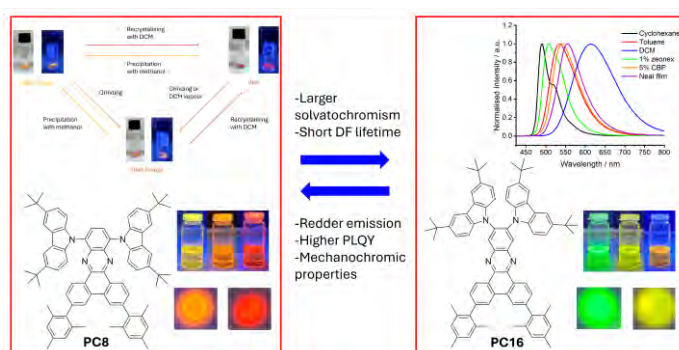 Recrystallising
with DCM
Precipitation
with methanol
Grinding
Grinding or
DCM vapour
Precipitation
with methanol
Recrystallising
with DCM
N
N
N
N
PC8
-Larger
solvatochromism
-Short DF lifetime
-Redder emission
-Higher PLQY
-Mechanochromic
properties
Normalised Intensity / a.u.
1.0
0.8
0.6
0.4
0.2
0.0
Cyclohexane
Toluene
DCM
1% zeonex
5% CBP
Neat film
450 500 550 600 650 700 750 800
Wavelength / nm
N
N
N
N
PC16